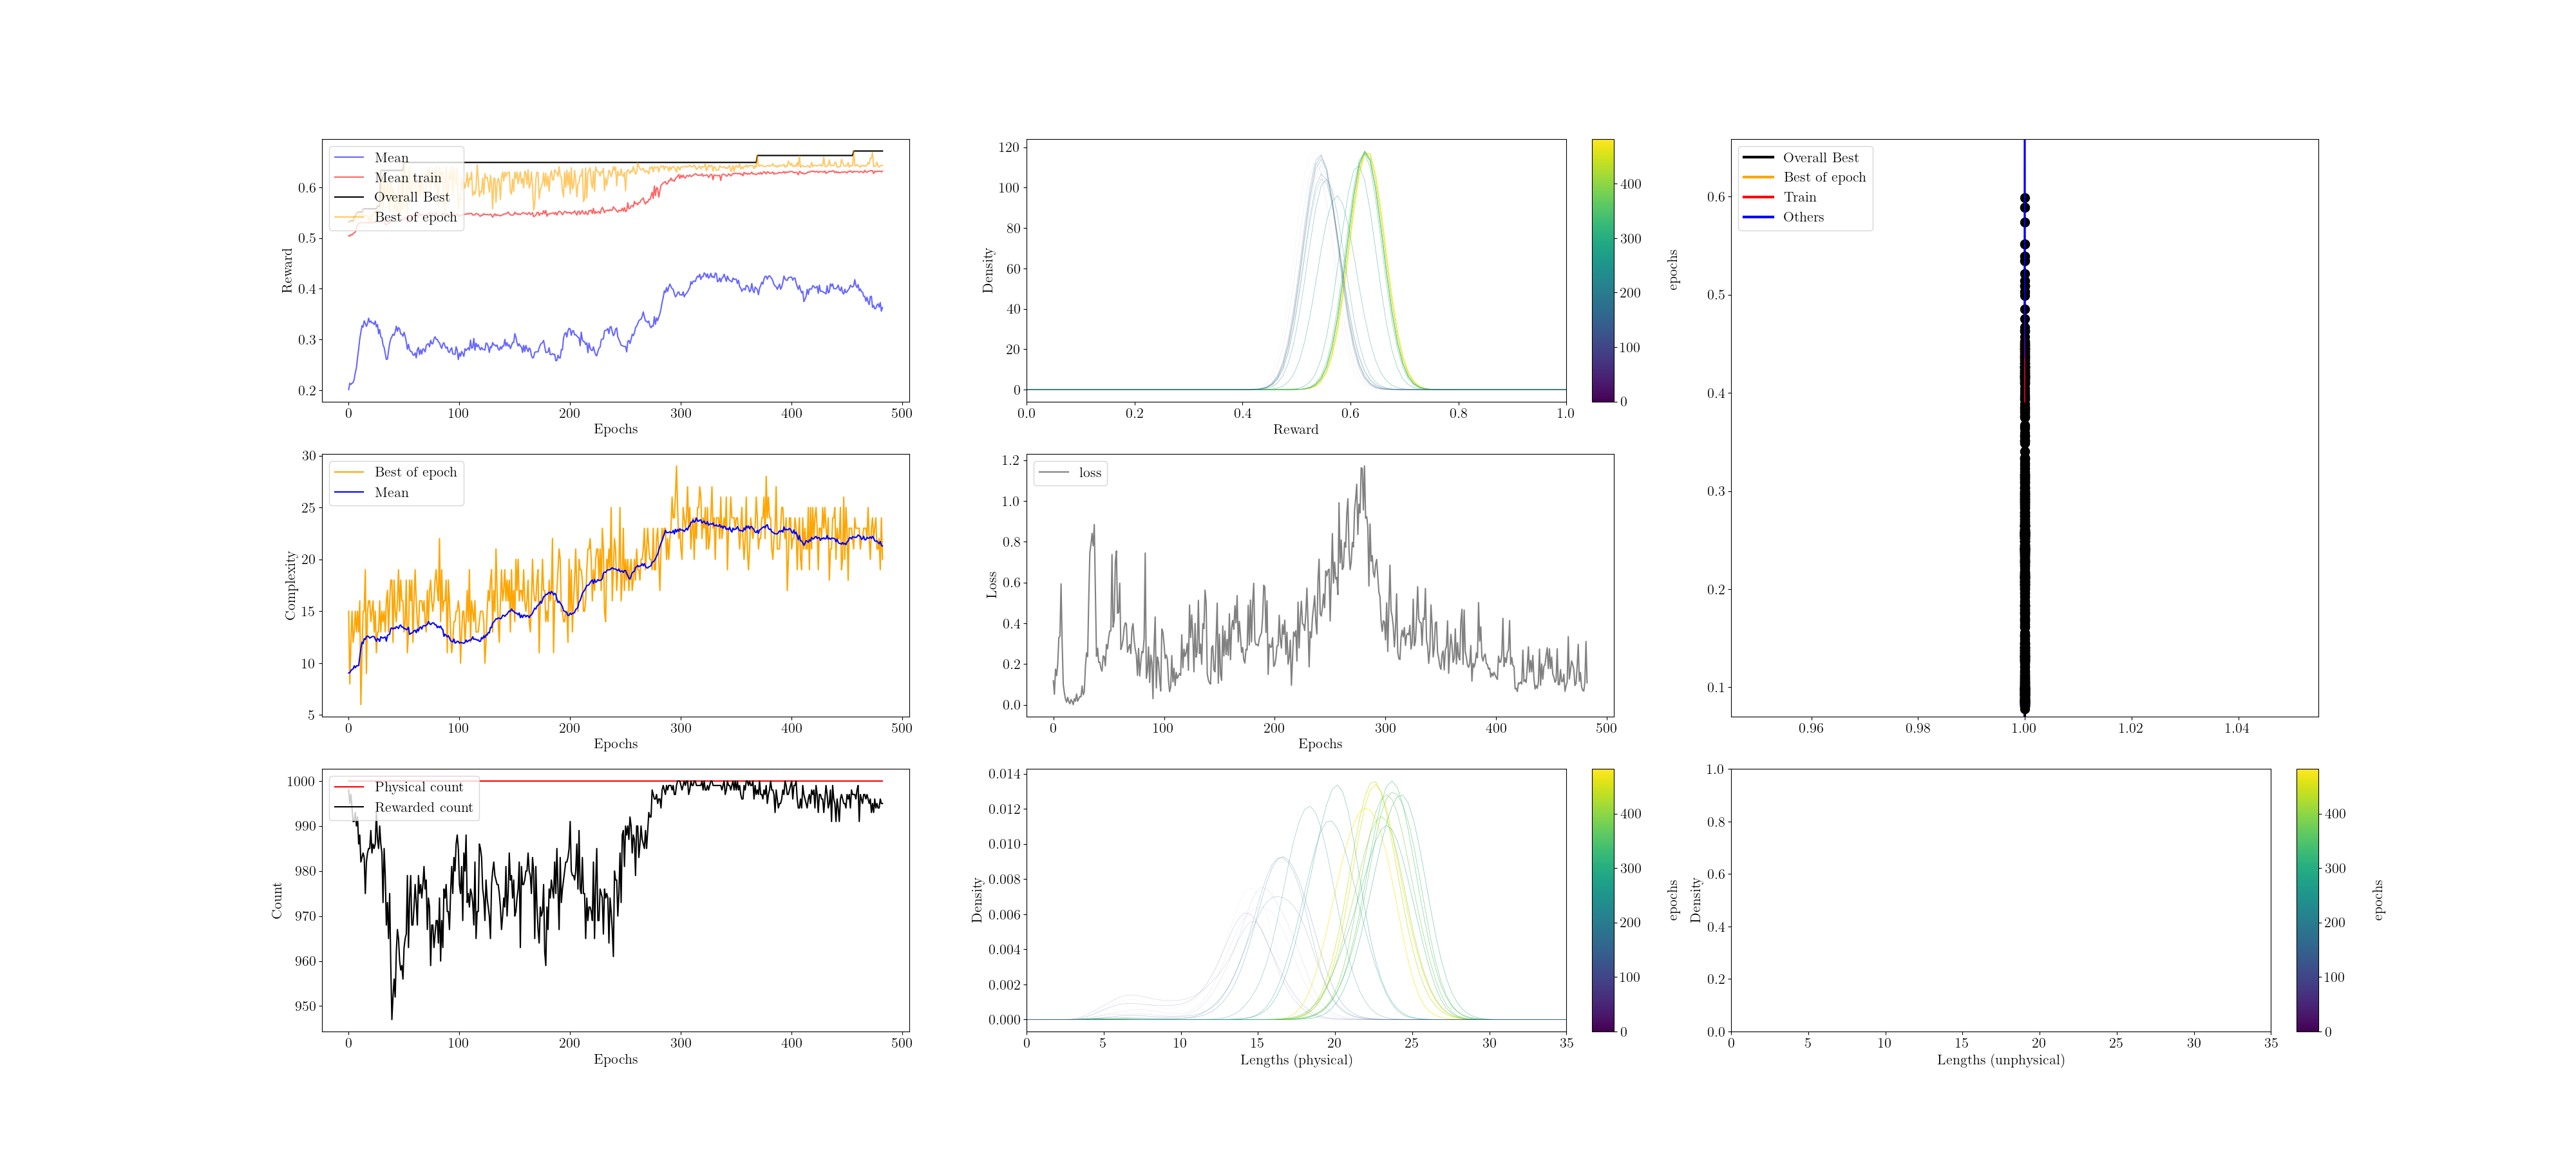 Mean
Mean train
Overall Best
Best of epoch
0.6
0.5
0.4
0.3
0.2
Reward
0 100 200 300 400 500
Epochs
120
100
80
60
40
20
0
Density
0.0 0.2 0.4 0.6 0.8 1.0
Reward
400
300
200
100
0
epochs
Overall Best
Best of epoch
Train
Others
0.6
0.5
0.4
0.3
0.2
0.1
0.96 0.98 1.00 1.02 1.04
Best of epoch
Mean
30
25
20
15
10
5
Complexity
0 100 200 300 400 500
Epochs
loss
1.2
1.0
0.8
0.6
0.4
0.2
0.0
Loss
0 100 200 300 400 500
Epochs
Physical count
Rewarded count
1000
990
980
970
960
950
Count
0 100 200 300 400 500
Epochs
0.014
0.012
0.010
0.008
0.006
0.004
0.002
0.000
Density
0 5 10 15 20 25 30 35
Lengths (physical)
400
300
200
100
0
epochs
1.0
0.8
0.6
0.4
0.2
0.0
Density
0 5 10 15 20 25 30 35
Lengths (unphysical)
400
300
200
100
0
epochs